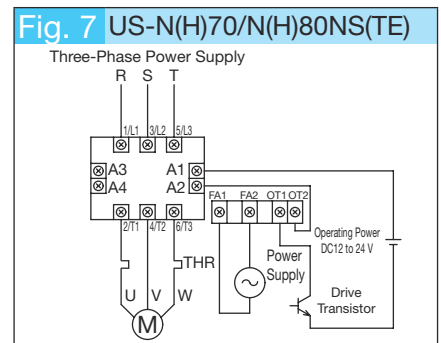 Fig. 7 US-N(H)70/N(H)80NS(TE)
Three-Phase Power Supply
R S T
1/L1 3/L2 5/L3
A3 A1
A4 A2
FA1 FA2 OT1 OT2
2/T1 4/T2 6/T3
Operating Power
DC12 to 24 V
THR
Power
Supply
U V W
Drive
Transistor
M